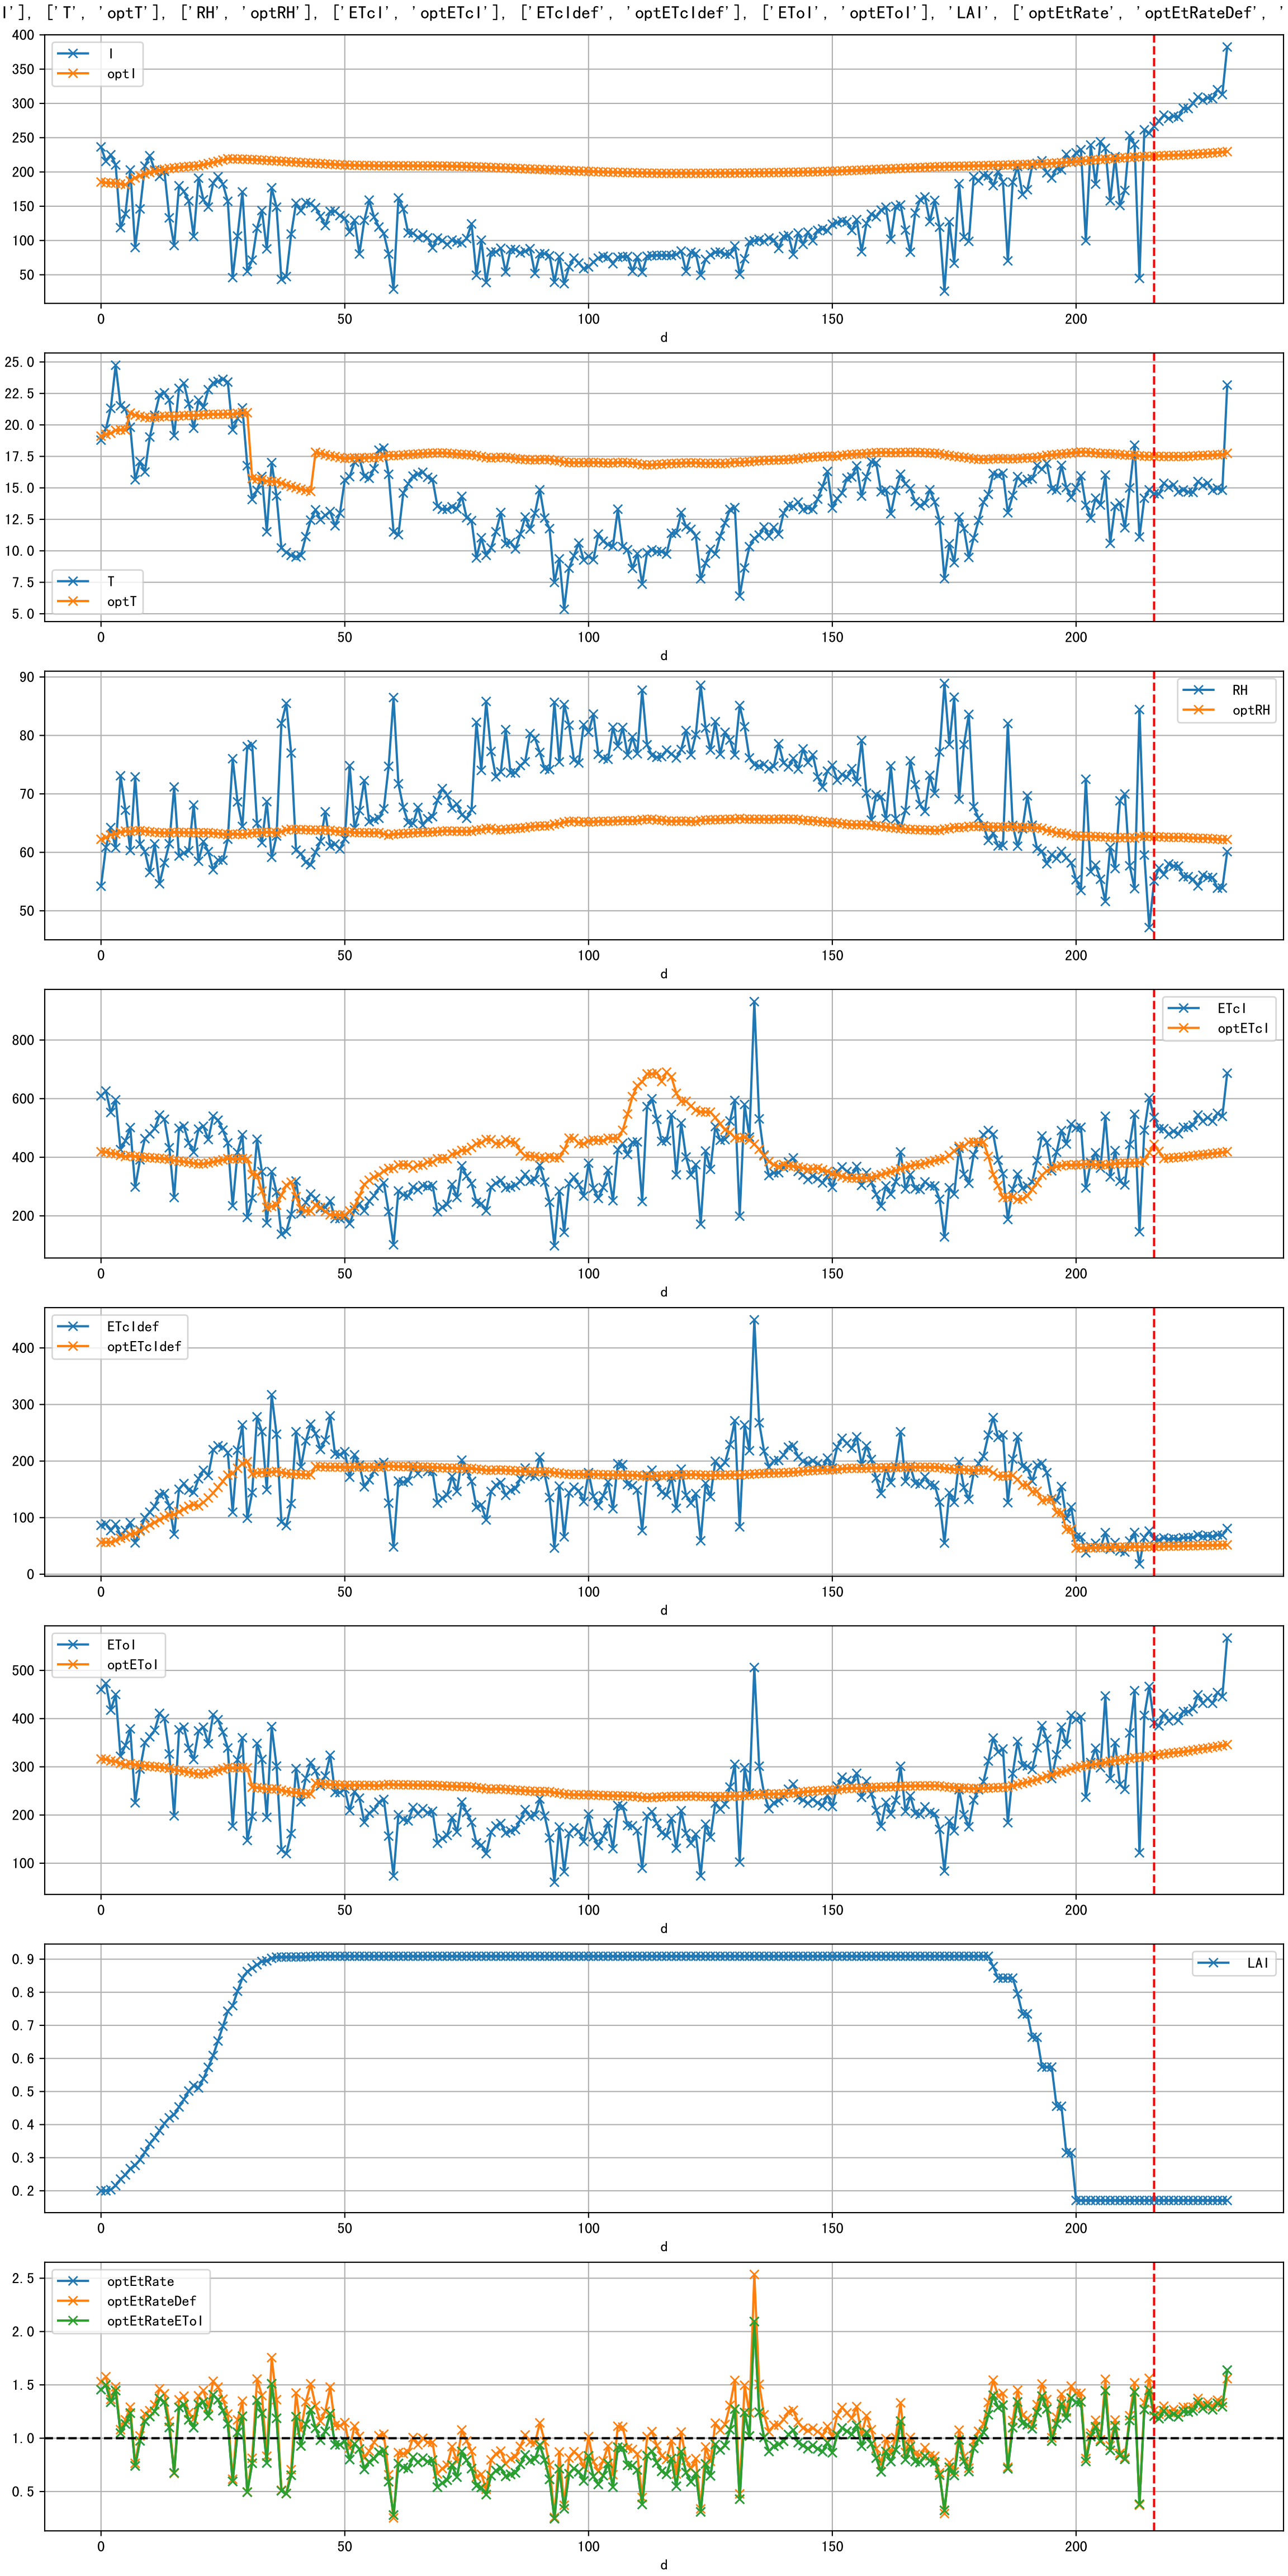 I'], ['T', 'optT'], ['RH', 'optRH'], ['ETcI', 'optETcI'], ['ETcIdef', 'optETcIdef'], ['EToI', 'optEToI'], 'LAI', ['optEtRate', 'optEtRateDef', '
400
350
300
250
200
150
100
50
I
optI
0 50 100 150 200
d
25.0
22.5
20.0
17.5
15.0
12.5
10.0
7.5
5.0
T
optT
0 50 100 150 200
d
90
80
70
60
50
RH
optRH
0 50 100 150 200
d
800
600
400
200
ETcI
optETcI
0 50 100 150 200
d
400
300
200
100
0
ETcIdef
optETcIdef
0 50 100 150 200
d
500
400
300
200
100
EToI
optEToI
0 50 100 150 200
d
0.9
0.8
0.7
0.6
0.5
0.4
0.3
0.2
LAI
0 50 100 150 200
d
2.5
2.0
1.5
1.0
0.5
optEtRate
optEtRateDef
optEtRateEToI
0 50 100 150 200
d